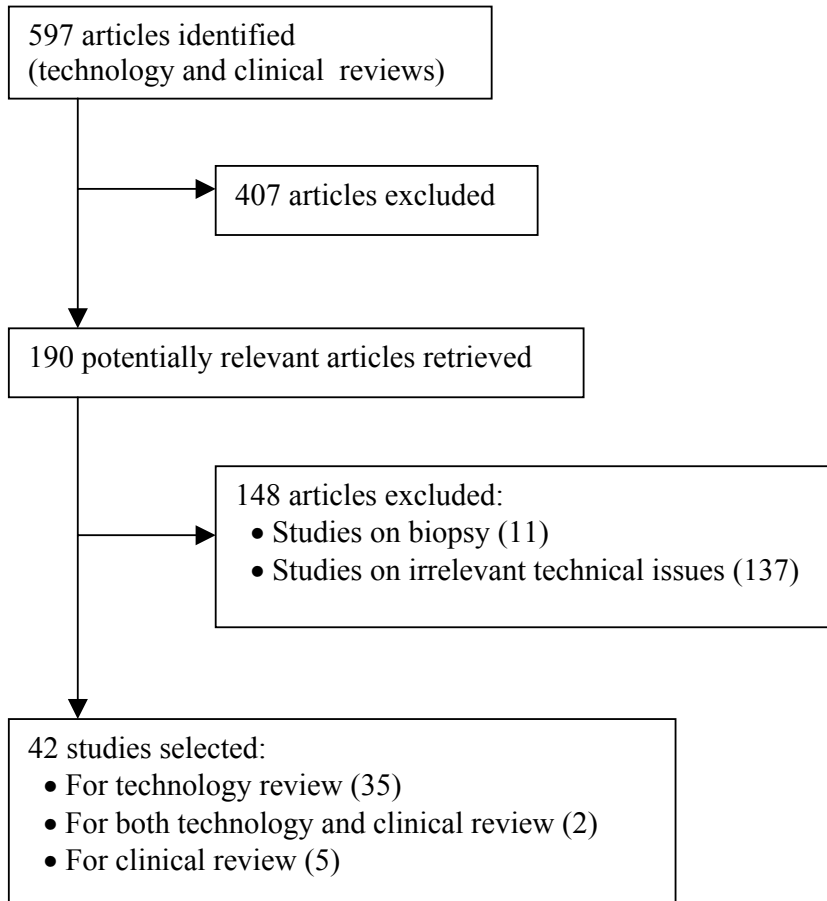 597 articles identified
(technology and clinical  reviews)
407 articles excluded
190 potentially relevant articles retrieved
148 articles excluded:
• Studies on biopsy (11)
• Studies on irrelevant technical issues (137)
42 studies selected:
• For technology review (35)
• For both technology and clinical review (2)
• For clinical review (5)